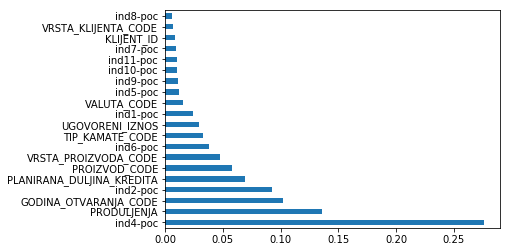 ind8-poc
VRSTA_KLIJENTA_CODE
KLIJENT_ID
ind7-poc
ind11-poc
ind10-poc
ind9-poc
ind5-poc
VALUTA_CODE
ind1-poc
UGOVORENI_IZNOS
TIP_KAMATE_CODE
ind6-poc
VRSTA_PROIZVODA_CODE
PROIZVOD_CODE
PLANIRANA_DULJINA_KREDITA
ind2-poc
GODINA_OTVARANJA_CODE
PRODULJENJA
ind4-poc
0.00 0.05 0.10 0.15 0.20 0.25